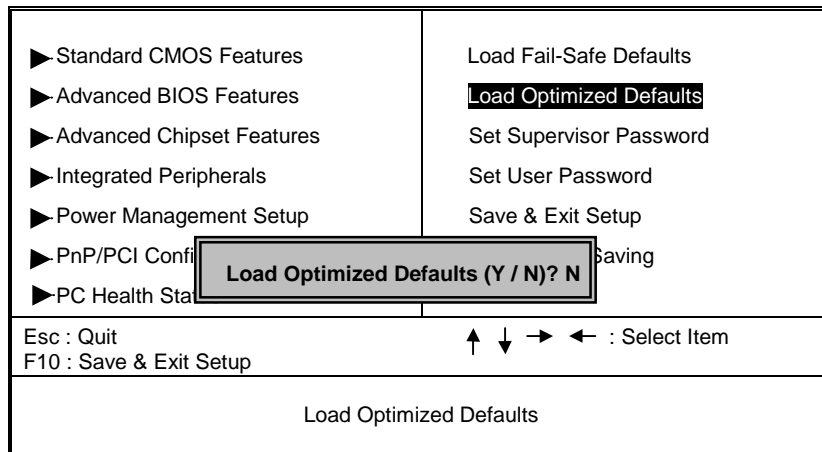 Standard CMOS Features
Advanced BIOS Features
Advanced Chipset Features
Integrated Peripherals
Power Management Setup
PnP/PCI Confi
PC Health Stat
Load Fail-Safe Defaults
Load Optimized Defaults
Set Supervisor Password
Set User Password
Save & Exit Setup
Saving
Load Optimized Defaults (Y / N)? N
Esc : Quit
F10 : Save & Exit Setup
↑ ↓ → ← : Select Item
Load Optimized Defaults